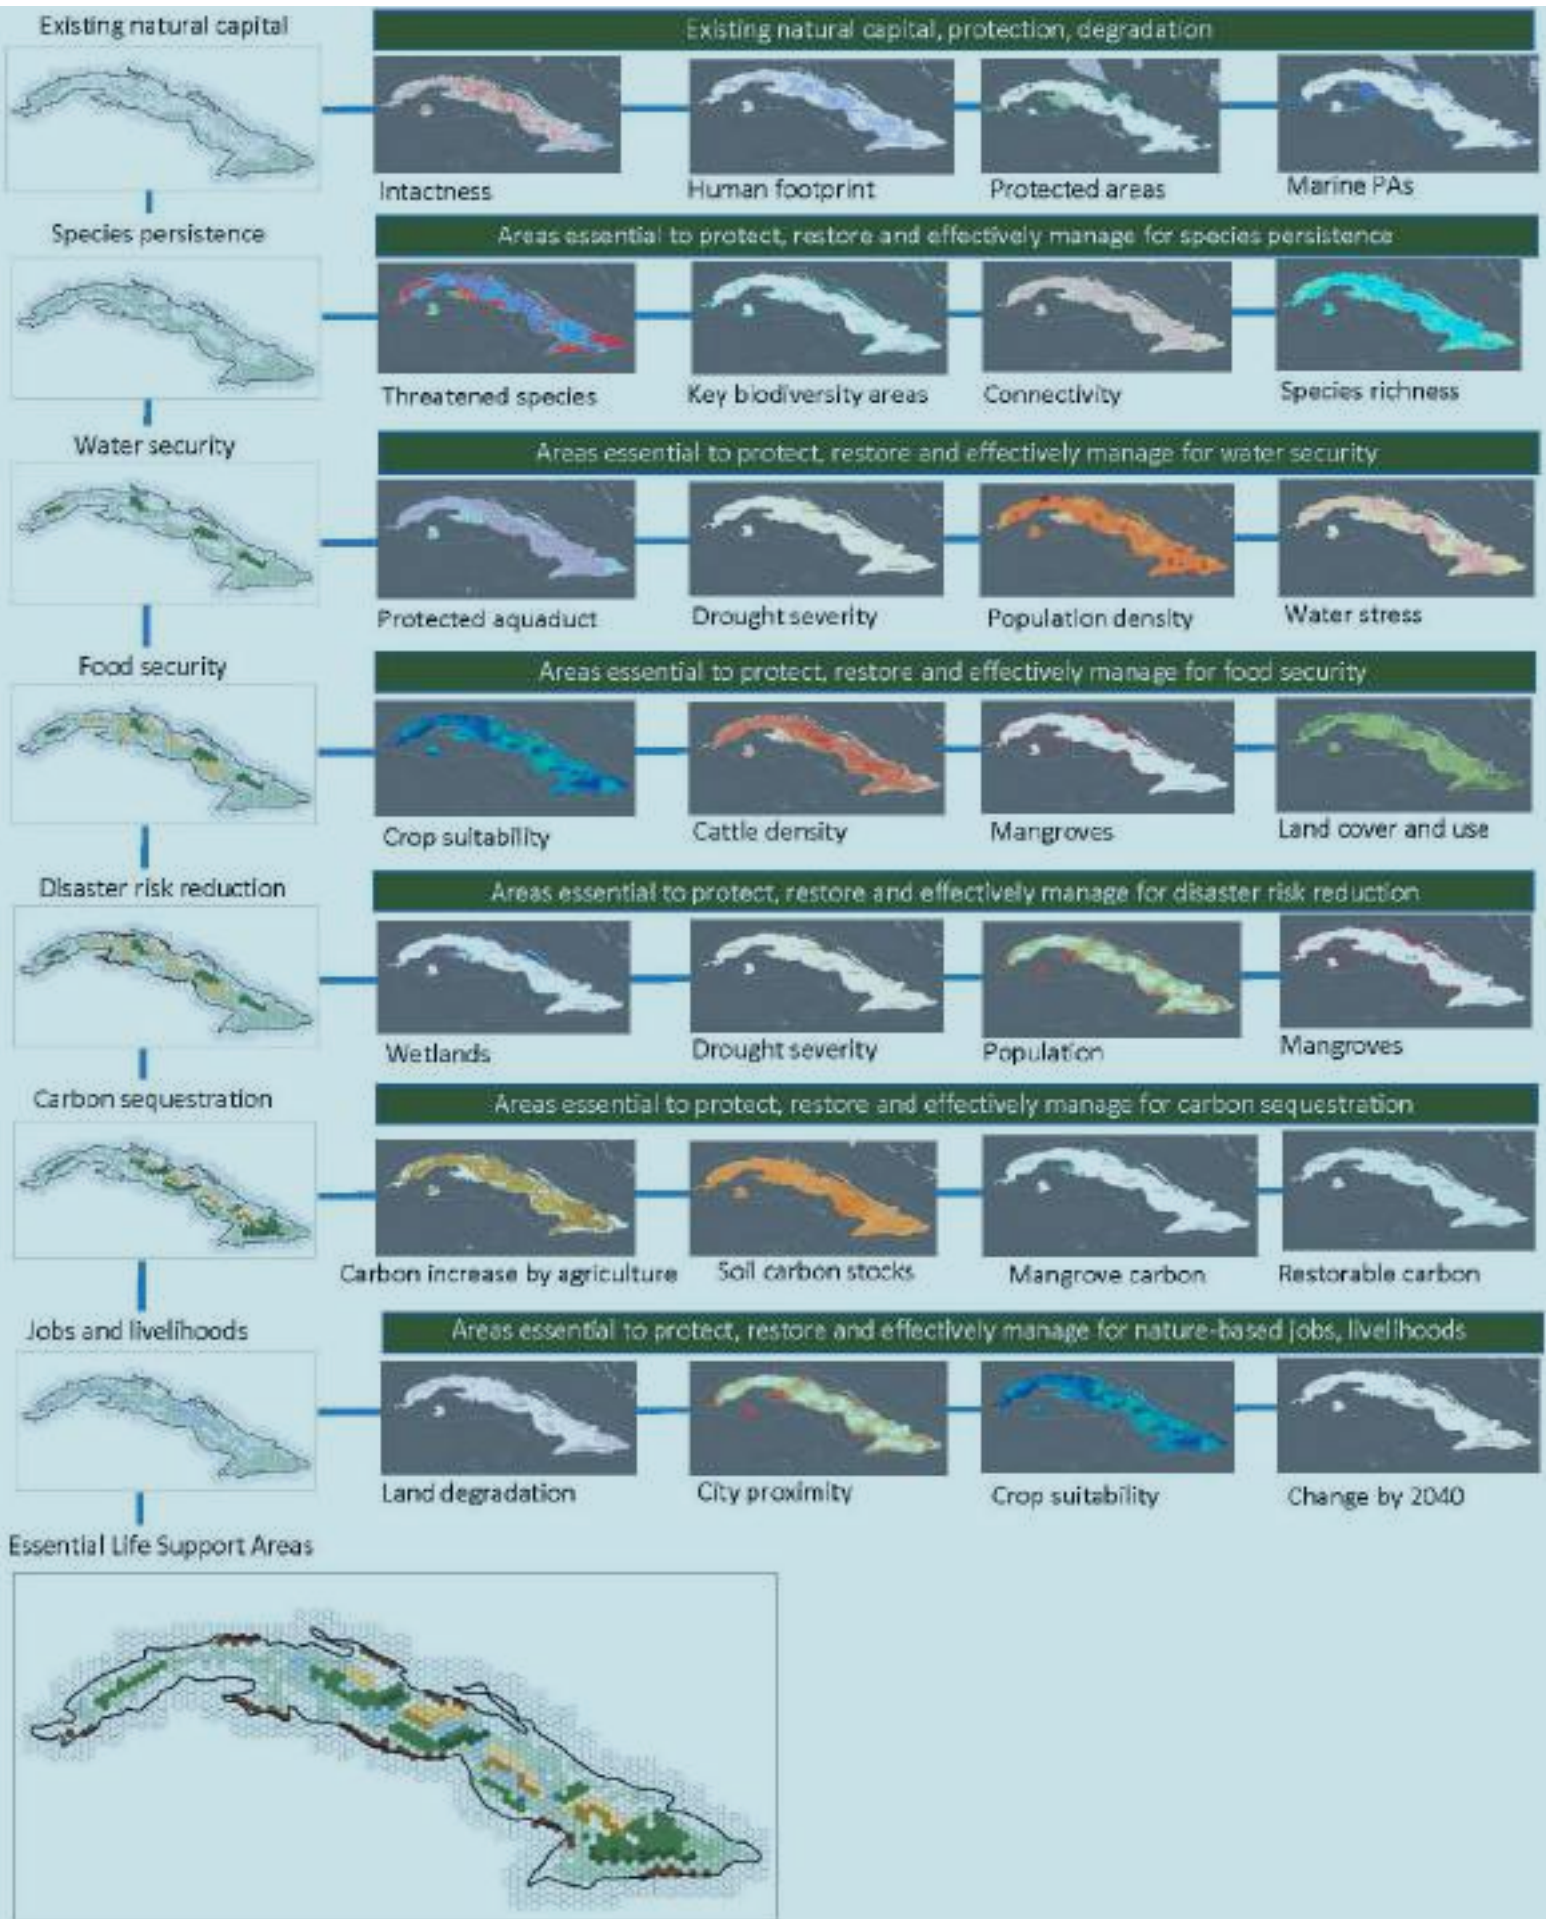 Existing natural capital
Existing natural capital, protection, degradation
Intactness
Human footprint
Protected areas
Marine PAs
Species persistence
Areas essential to protect, restore and effectively manage for species persistence
Threatened species
Key biodiversity areas
Connectivity
Species richness
Water security
Areas essential to protect, restore and effectively manage for water security
Protected aquaduct
Drought severity
Population density
Water stress
Food security
Areas essential to protect, restore and effectively manage for food security
Crop suitability
Cattle density
Mangroves
Land cover and use
Disaster risk reduction
Areas essential to protect, restore and effectively manage for disaster risk reduction
Wetlands
Drought severity
Population
Mangroves
Carbon sequestration
Areas essential to protect, restore and effectively manage for carbon sequestration
Carbon increase by agriculture
Soil carbon stocks
Mangrove carbon
Restorable carbon
Jobs and livelihoods
Areas essential to protect, restore and effectively manage for nature-based jobs, livelihoods
Land degradation
City proximity
Crop suitability
Change by 2040
Essential Life Support Areas